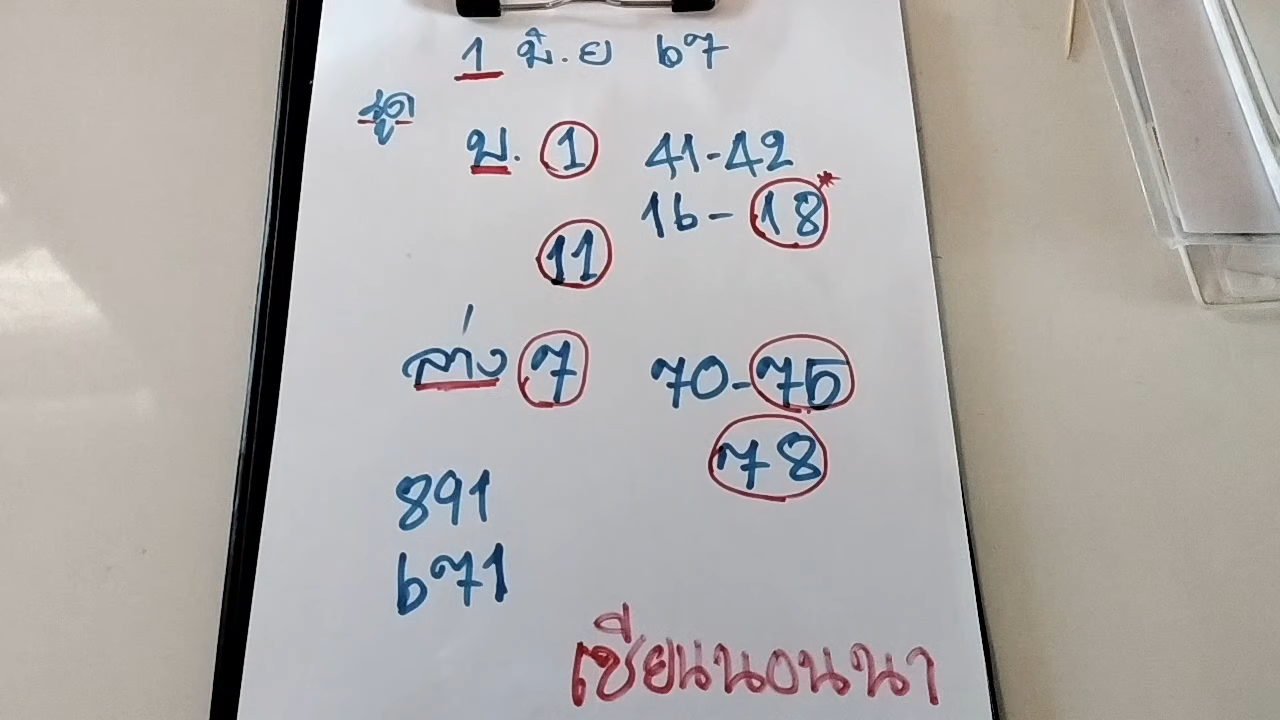 1 มิ.ย 67
ชุด
บ. 1 41-42
16-18*
11
ล่าง 7 70-75
78
891
671
เซียนนอนนา